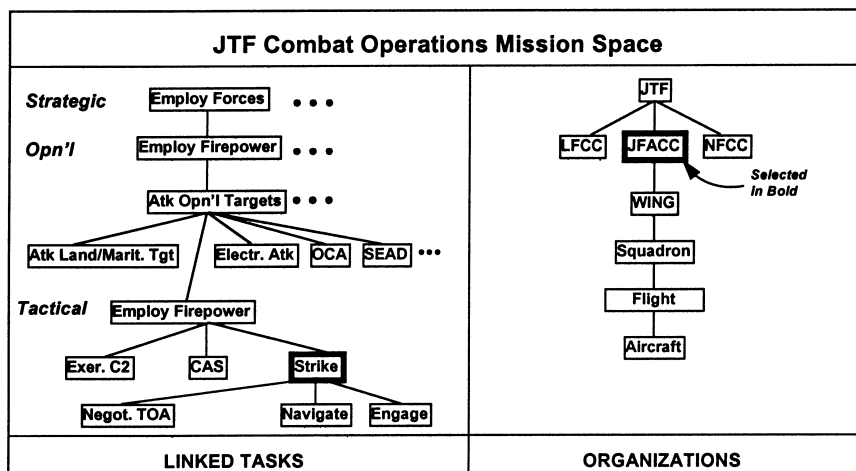 JTF Combat Operations Mission Space
Strategic
Employ Forces
• • •
Opn'l
Employ Firepower
• • •
Atk Opn'l Targets
• • •
Atk Land/Marit. Tgt
Electr. Atk
OCA
SEAD
•••
Tactical
Employ Firepower
Exer. C2
CAS
Strike
Negot. TOA
Navigate
Engage
LINKED TASKS
JTF
LFCC
JFACC
NFCC
Selected
in Bold
WING
Squadron
Flight
Aircraft
ORGANIZATIONS